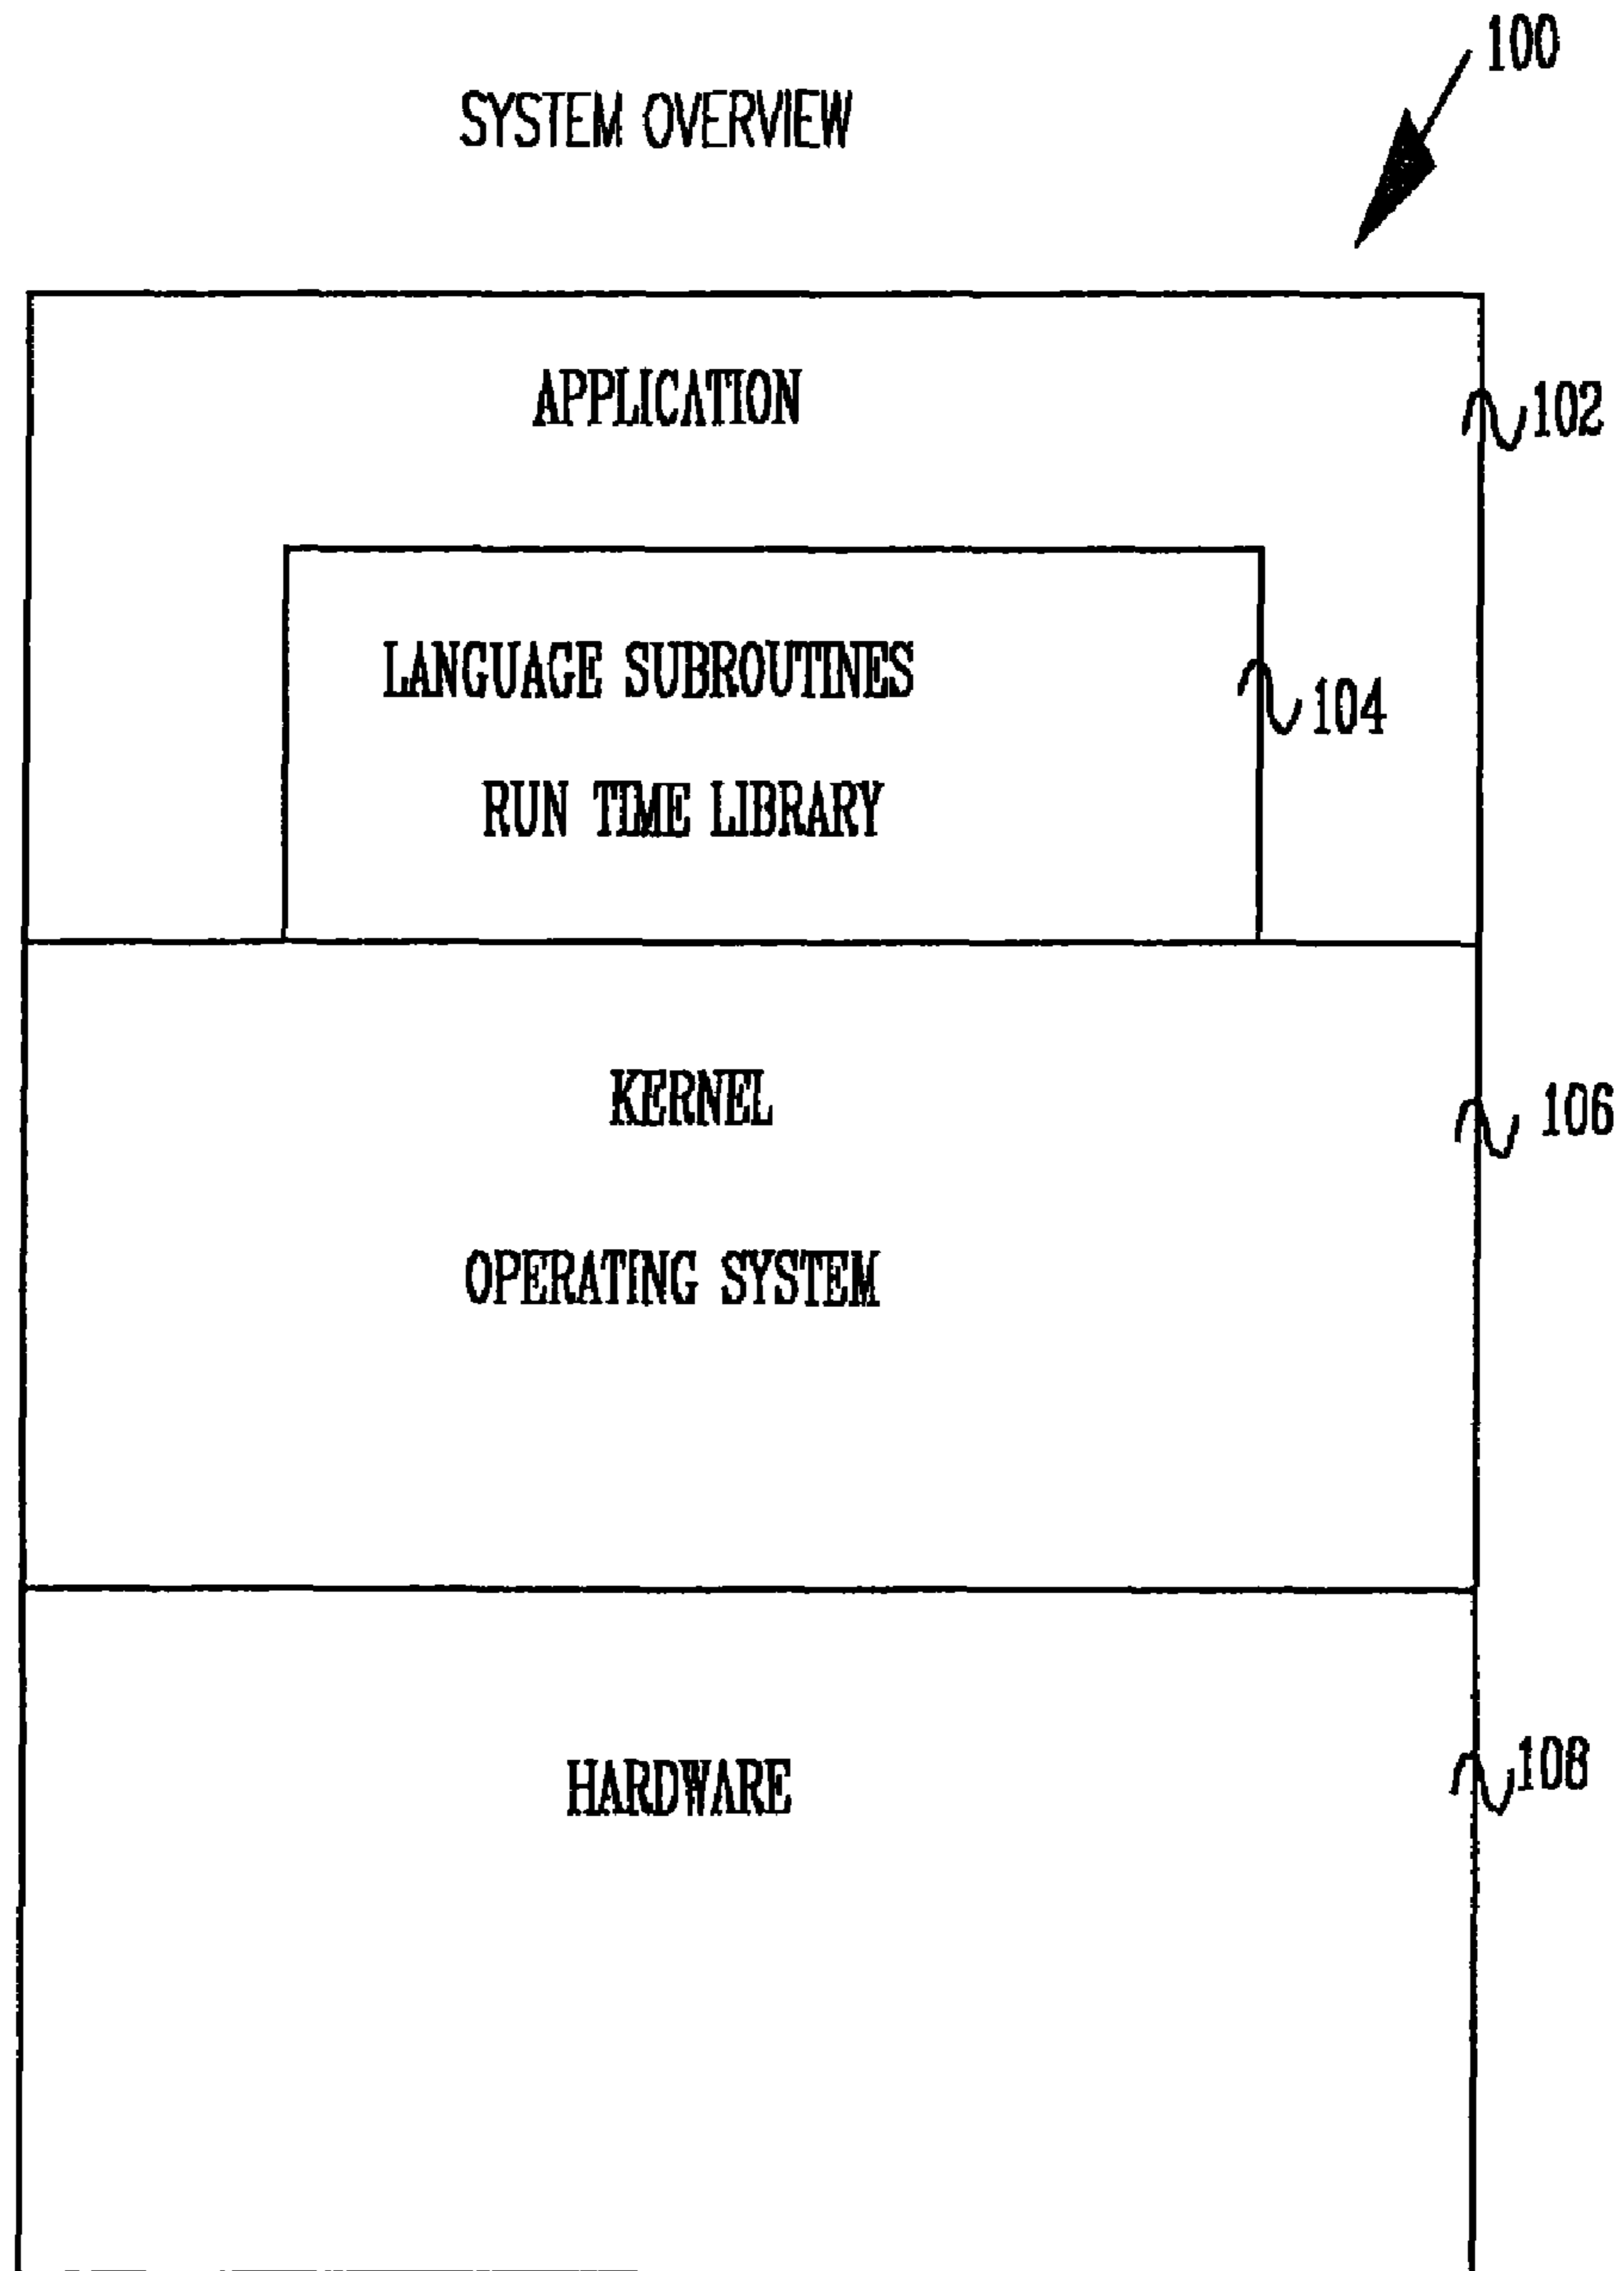 100
SYSTEM OVERVIEW
APPLICATION
102
LANGUAGE SUBROUTINES
104
RUN TIME LIBRARY
KERNEL
106
OPERATING SYSTEM
HARDWARE
108